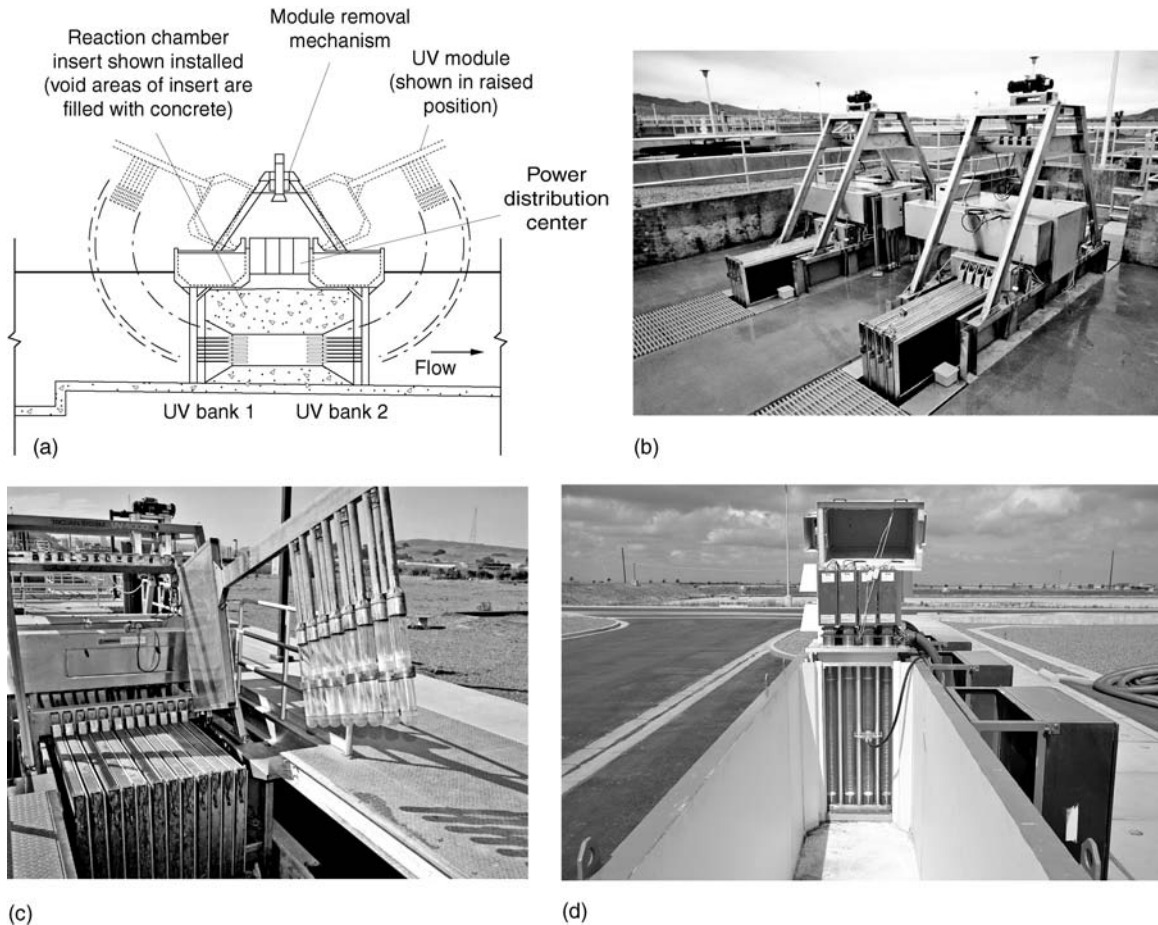 Module removal
mechanism
Reaction chamber
insert shown installed
(void areas of insert are
filled with concrete)
UV module
(shown in raised
position)
Power
distribution
center
Flow
UV bank 1
UV bank 2
(a)
(b)
(c)
(d)